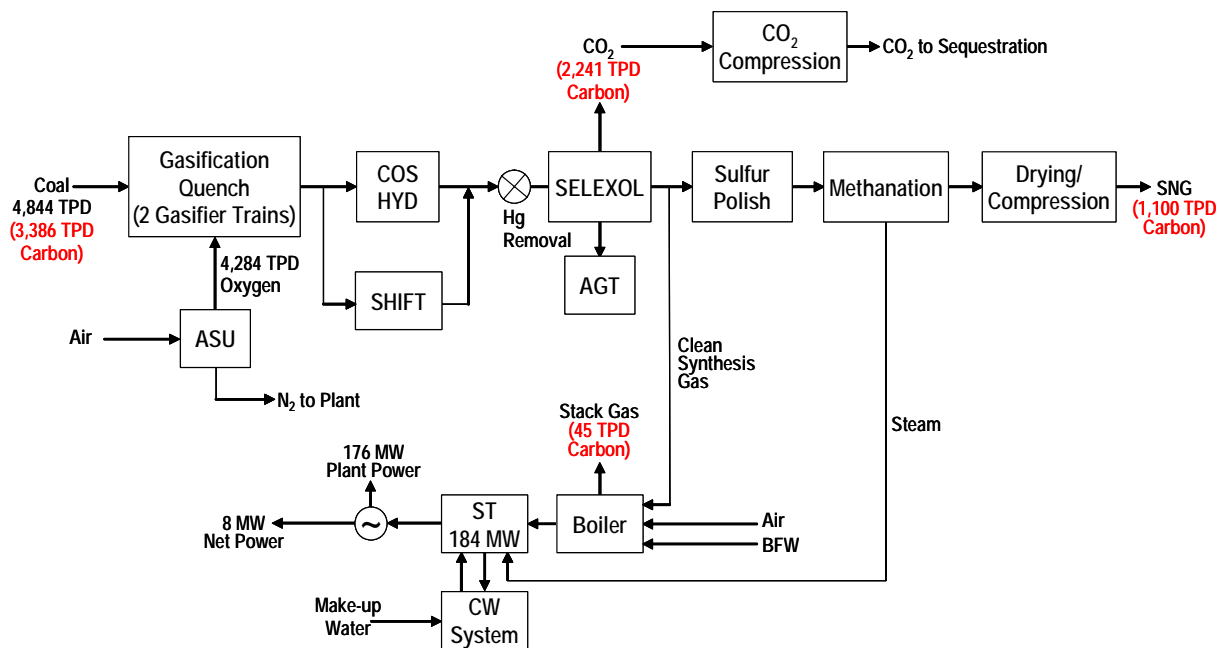 CO2
(2,241 TPD
Carbon)
CO2
Compression
CO2 to Sequestration
Coal
4,844 TPD
(3,386 TPD
Carbon)
Gasification
Quench
(2 Gasifier Trains)
COS
HYD
Hg
Removal
SELEXOL
Sulfur
Polish
Methanation
Drying/
Compression
SNG
(1,100 TPD
Carbon)
4,284 TPD
Oxygen
SHIFT
AGT
Air
ASU
N2 to Plant
Clean
Synthesis
Gas
Steam
Stack Gas
(45 TPD
Carbon)
176 MW
Plant Power
8 MW
Net Power
~
ST
184 MW
Boiler
Air
BFW
Make-up
Water
CW
System